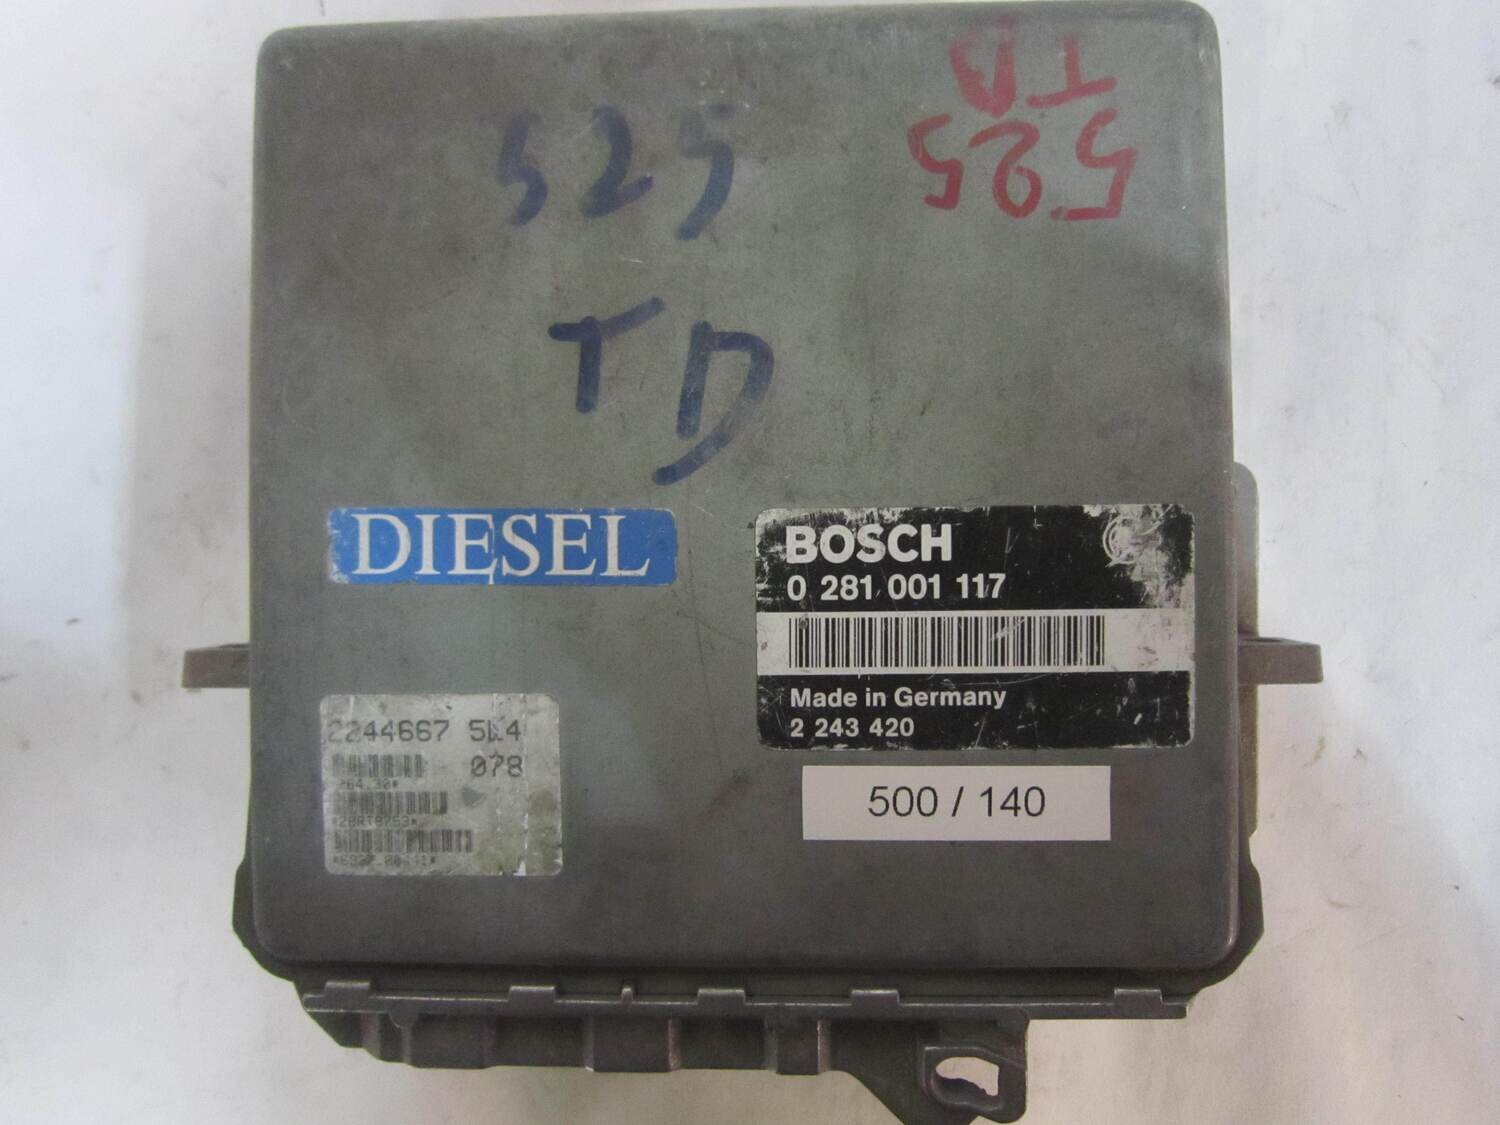 525
TD
525
TD
DIESEL
BOSCH
0 281 001 117
Made in Germany
2 243 420
2244667 5L4
078
500 / 140